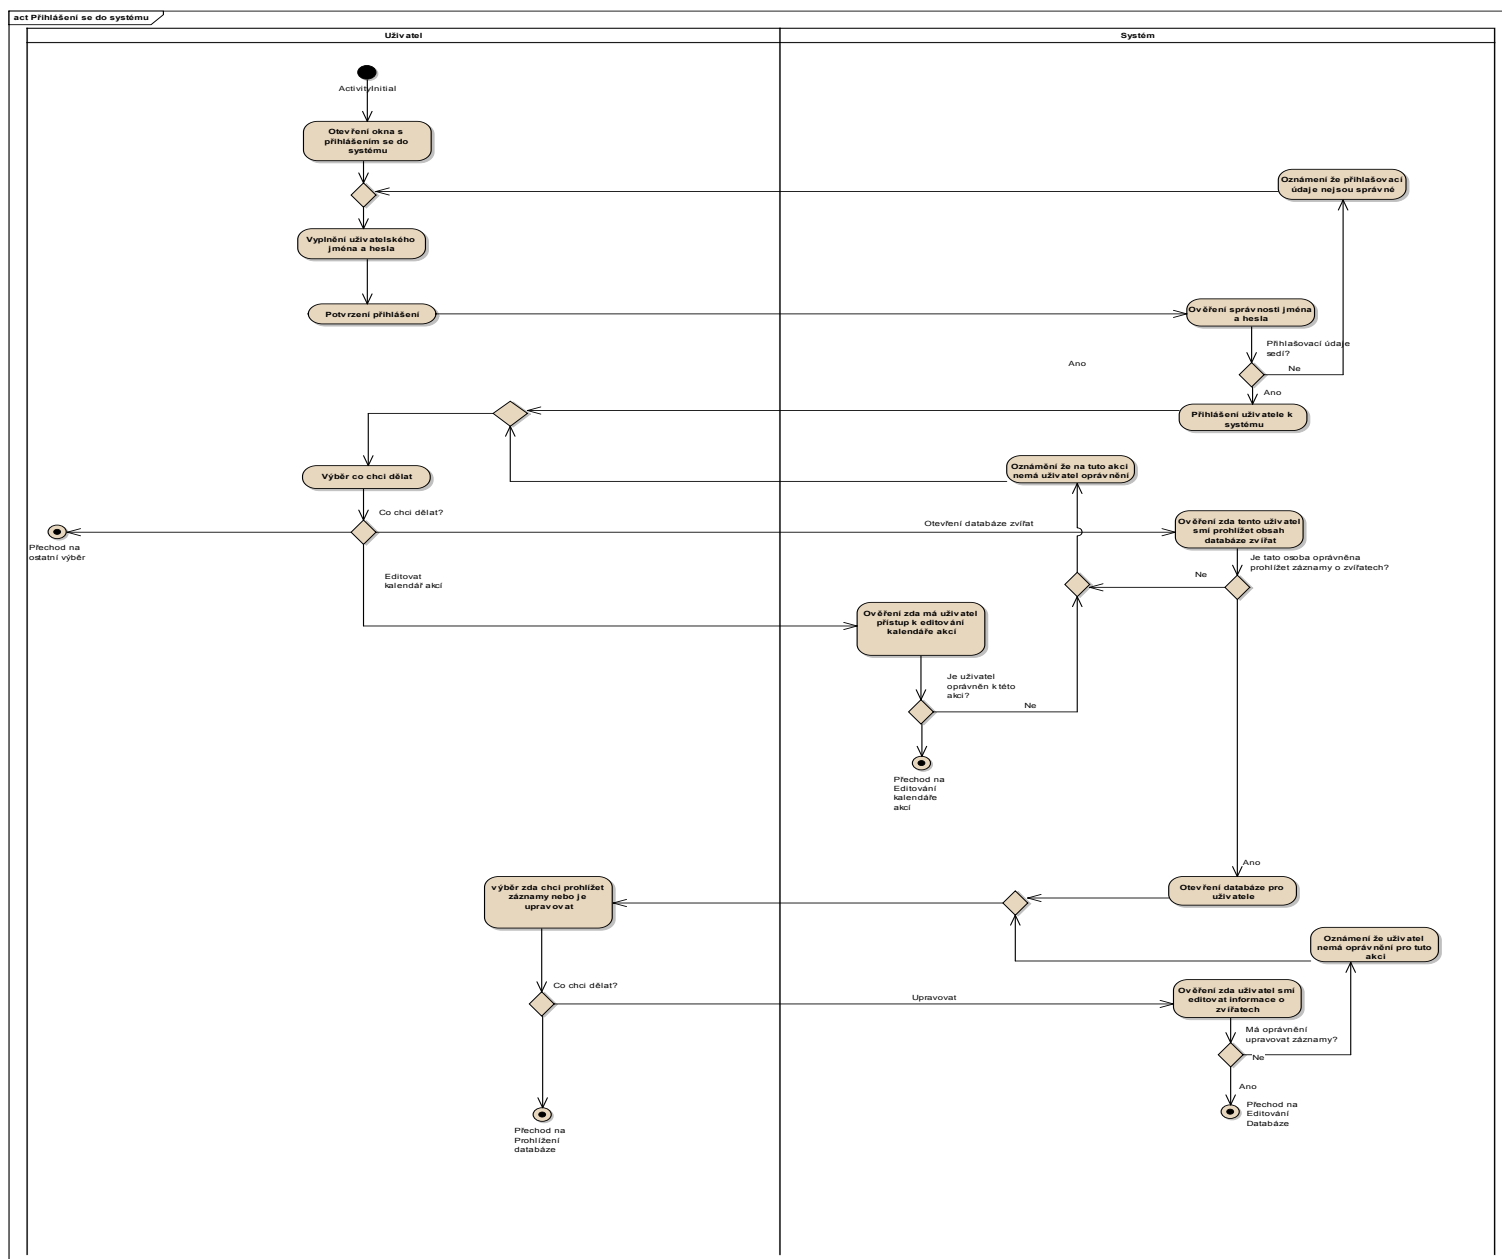 act Přihlášení se do systému
Uživatel
Systém
ActivityInitial
Otevření okna s
přihlášením se do
systému
Oznámení že přihlašovací
údaje nejsou správné
Vyplnění uživatelského
jména a hesla
Potvrzení přihlášení
Ověření správnosti jména
a hesla
Přihlašovací údaje
sedí?
Ano
Ne
Ano
Přihlášení uživatele k
systému
Výběr co chci dělat
Oznámění že na tuto akci
nemá uživatel oprávnění
Co chci dělat?
Otevření databáze zvířat
Ověření zda tento uživatel
smí prohlížet obsah
databáze zvířat
Přechod na
ostatní výběr
Je tato osoba oprávněna
prohlížet záznamy o zvířatech?
Editovat
kalendář akcí
Ne
Ověření zda má uživatel
přístup k editování
kalendáře akcí
Je uživatel
oprávněn k této
akci?
Ne
Přechod na
Editování
kalendáře
akcí
Ano
výběr zda chci prohlížet
záznamy nebo je
upravovat
Otevření databáze pro
uživatele
Oznámení že uživatel
nemá oprávnění pro tuto
akci
Co chci dělat?
Upravovat
Ověření zda uživatel smí
editovat informace o
zvířatech
Má oprávnění
upravovat záznamy?
Ne
Ano
Přechod na
Editování
Databáze
Přechod na
Prohlížení
databáze